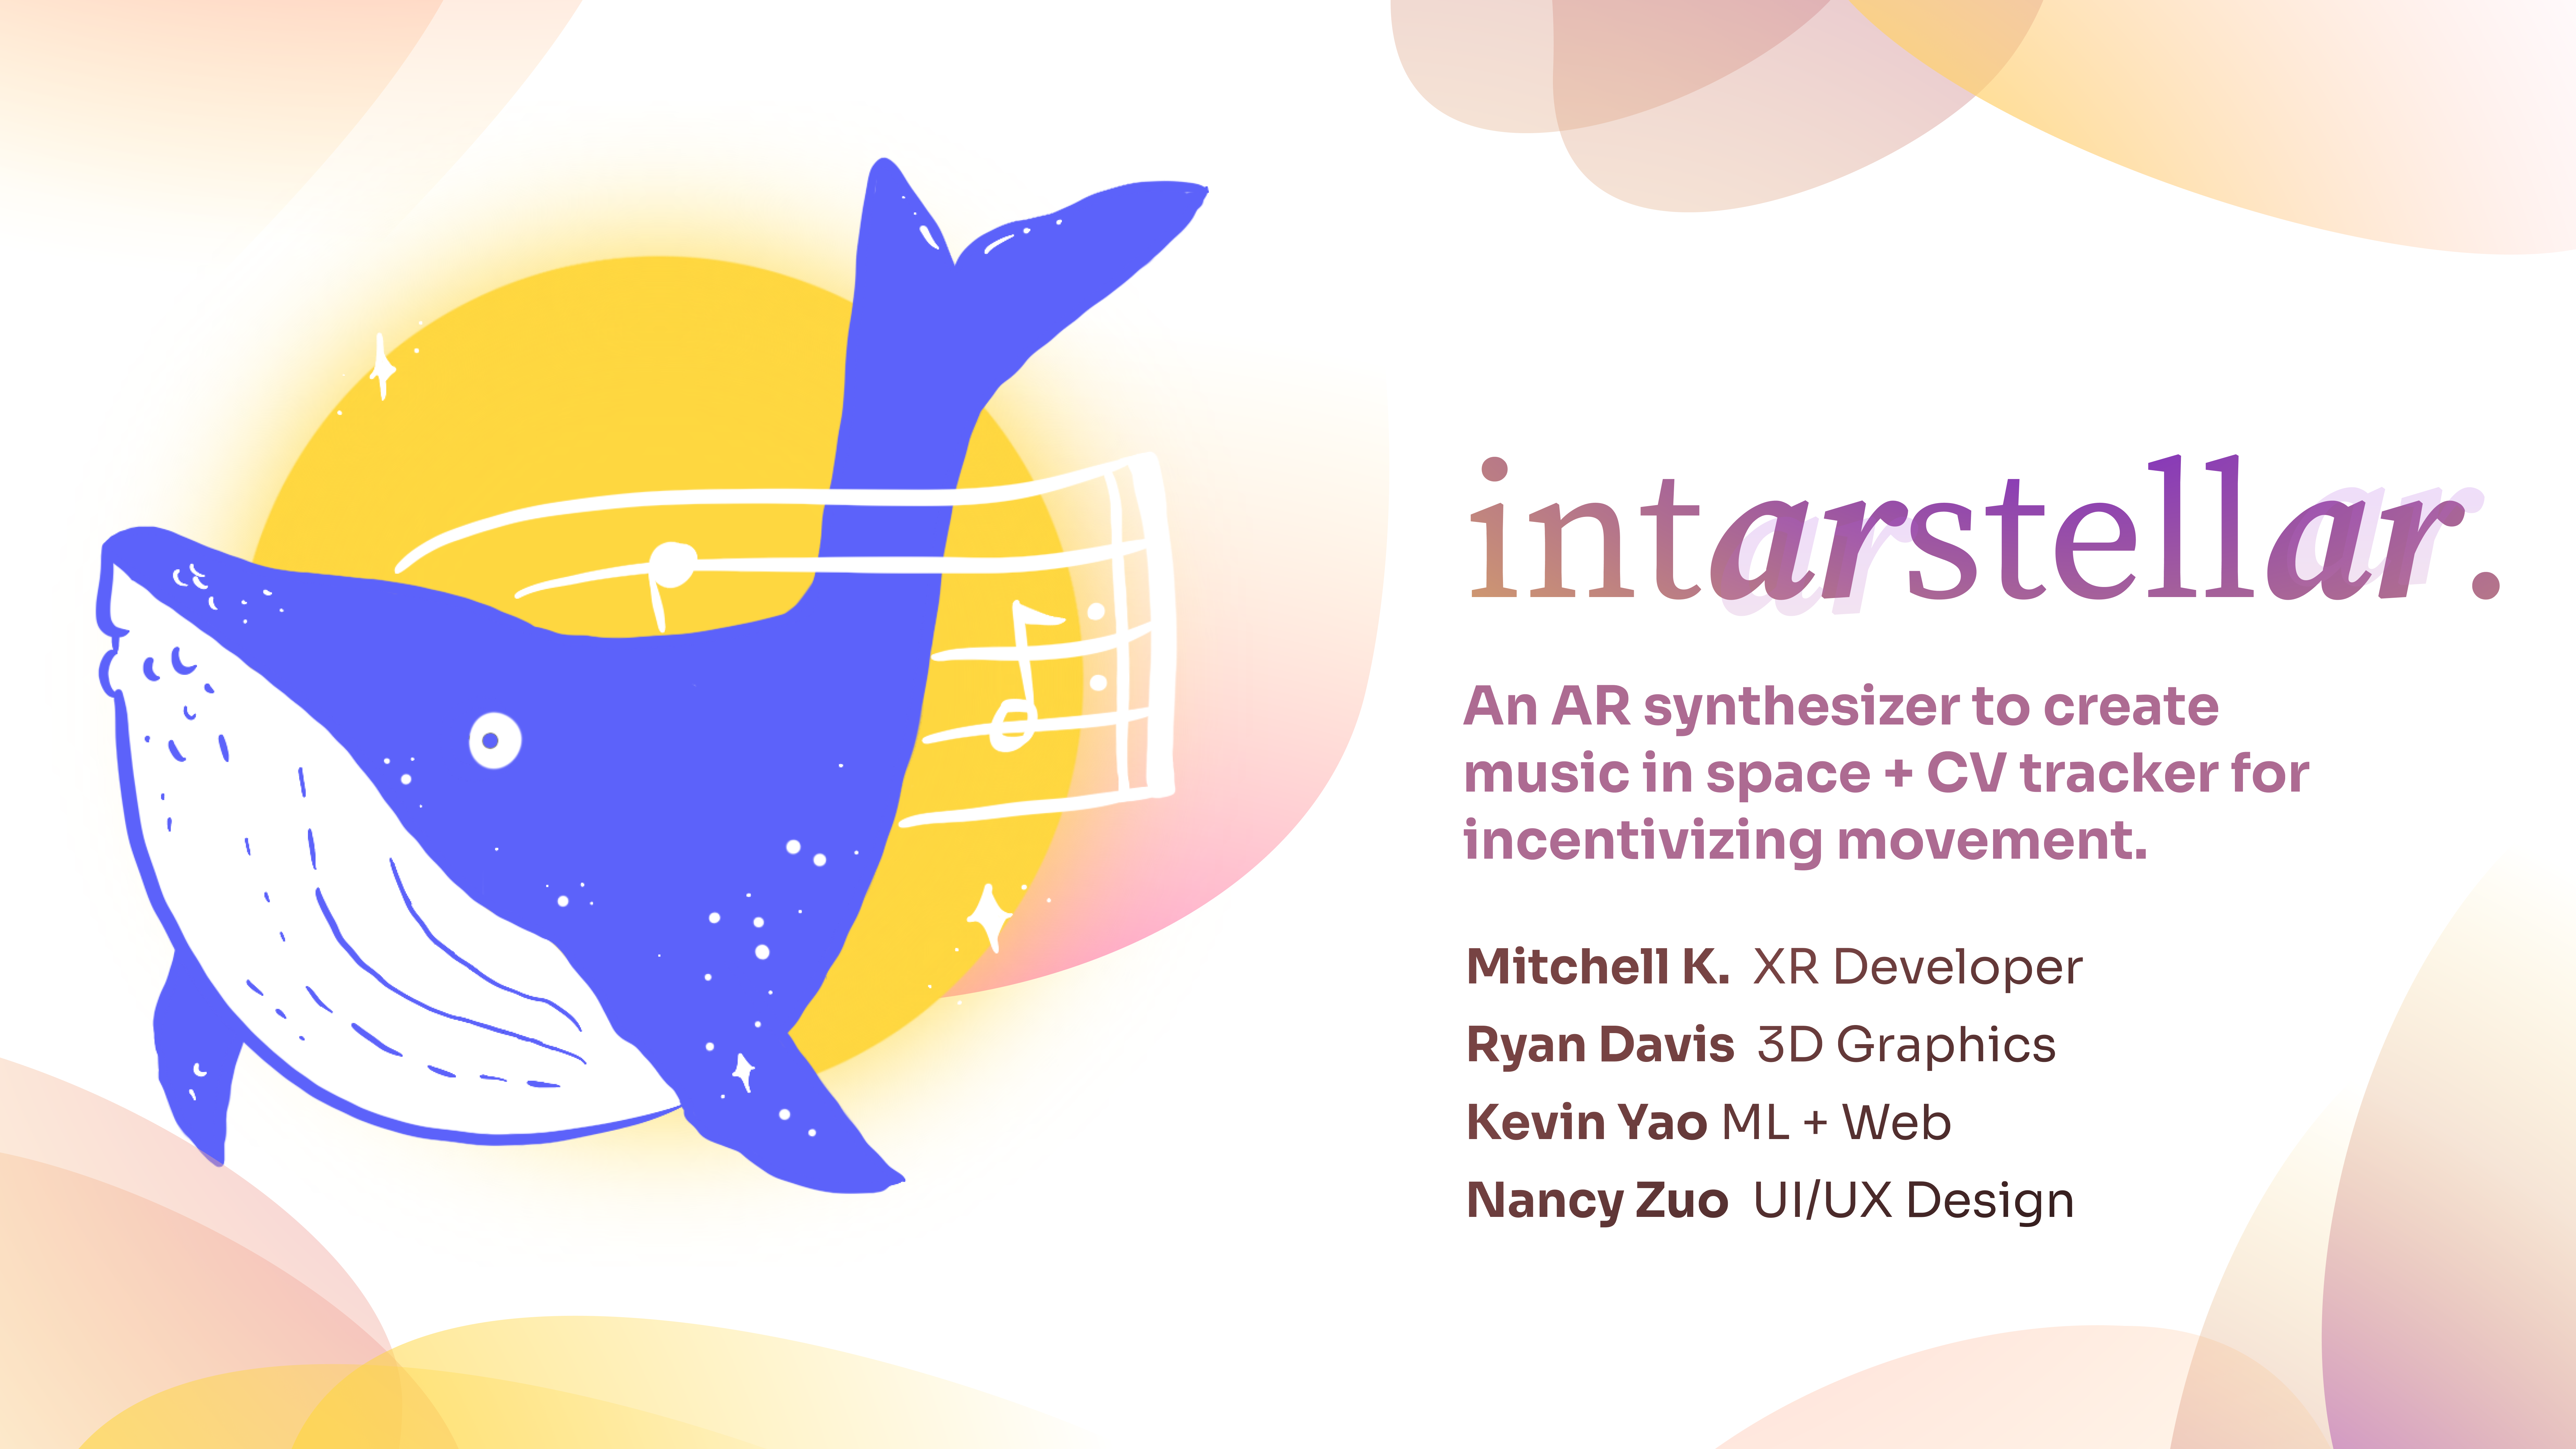 intarstellar.
An AR synthesizer to create
music in space + CV tracker for
incentivizing movement.
Mitchell K. XR Developer
Ryan Davis 3D Graphics
Kevin Yao ML + Web
Nancy Zuo UI/UX Design